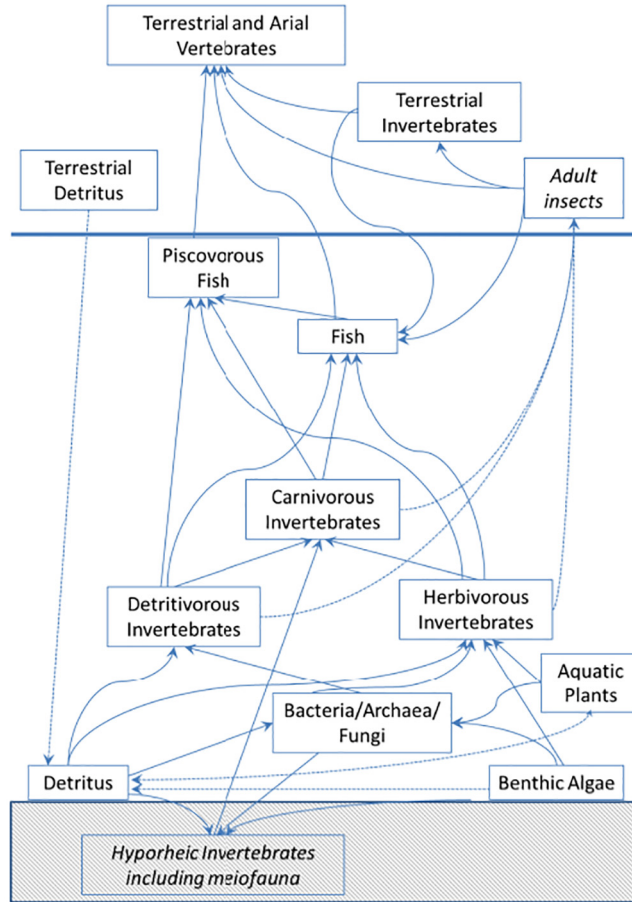 Terrestrial and Arial
Vertebrates
Terrestrial
Invertebrates
Terrestrial
Detritus
Adult
insects
Piscovorous
Fish
Fish
Carnivorous
Invertebrates
Detritivorous
Invertebrates
Herbivorous
Invertebrates
Aquatic
Plants
Bacteria/Archaea/
Fungi
Detritus
Benthic Algae
Hyporheic Invertebrates
including meiofauna